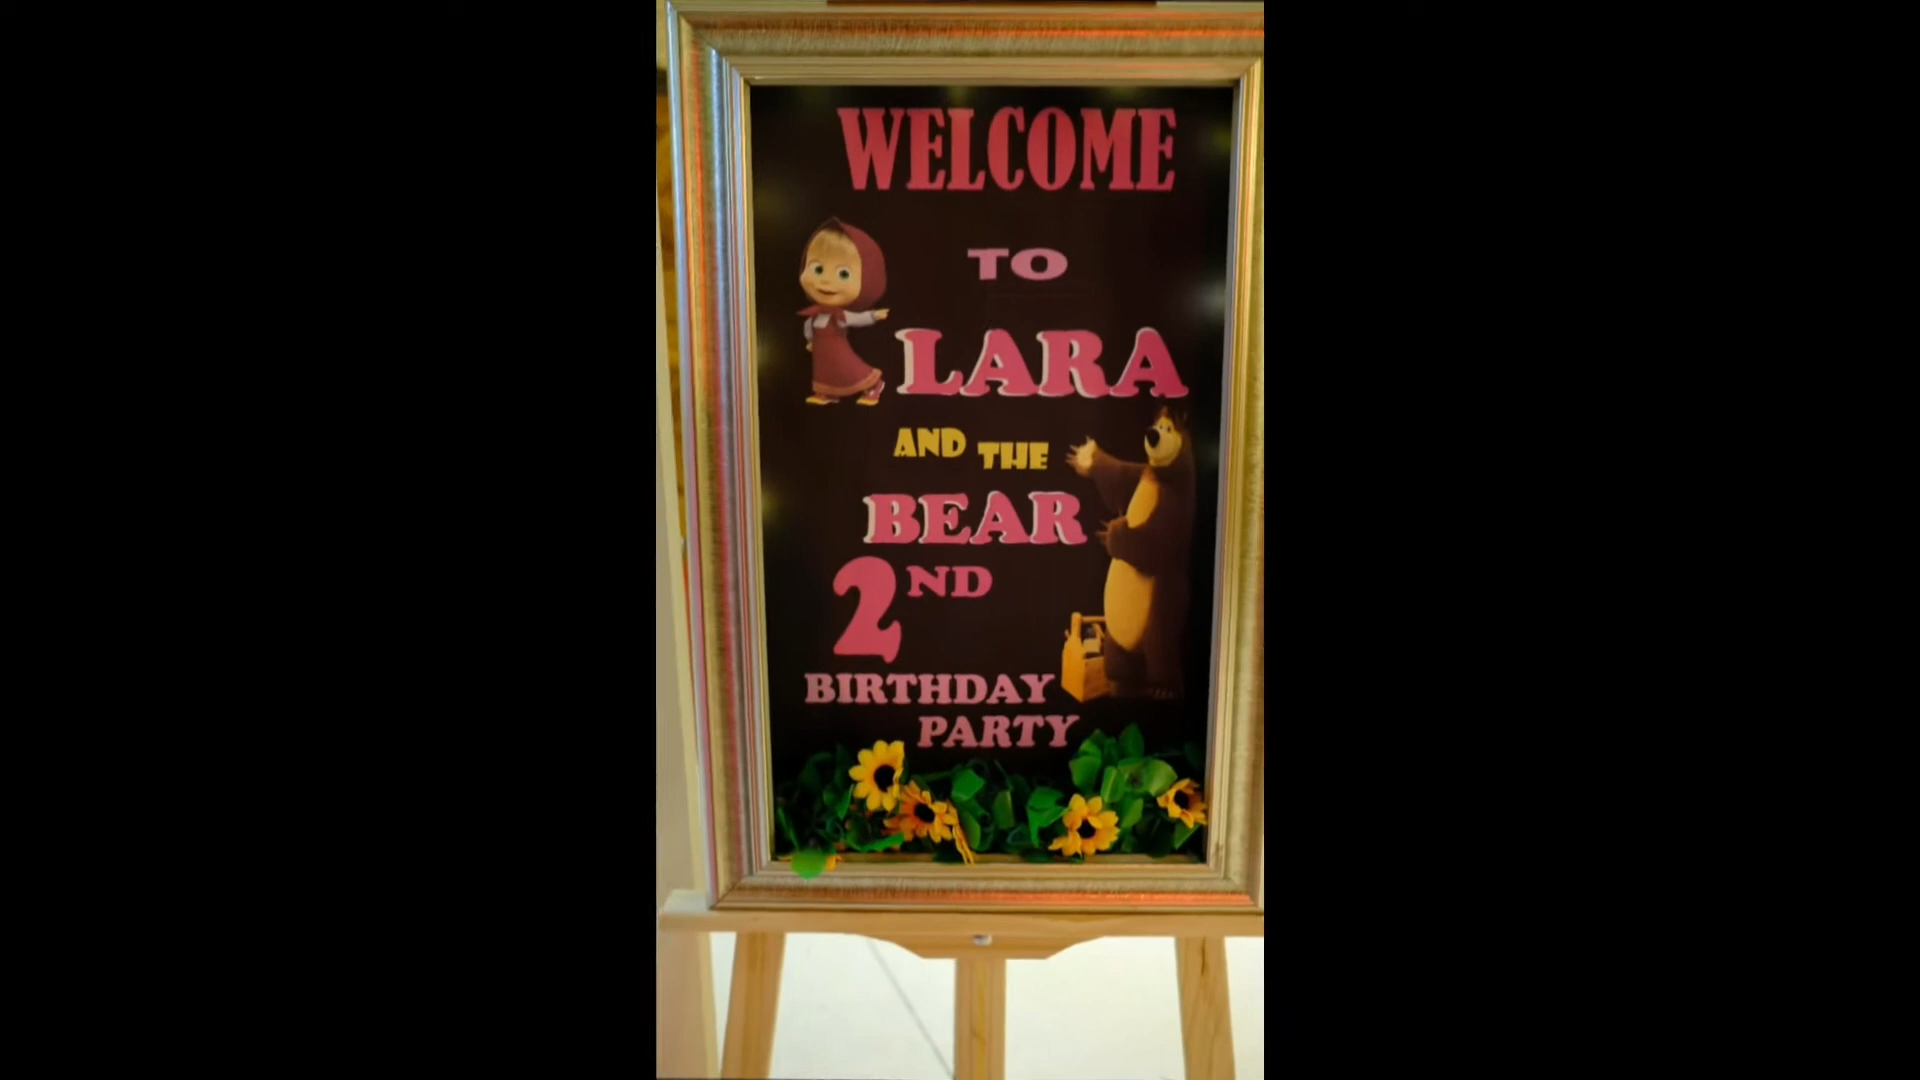 WELCOME
TO
LARA
AND THE
BEAR
2ND
BIRTHDAY
PARTY